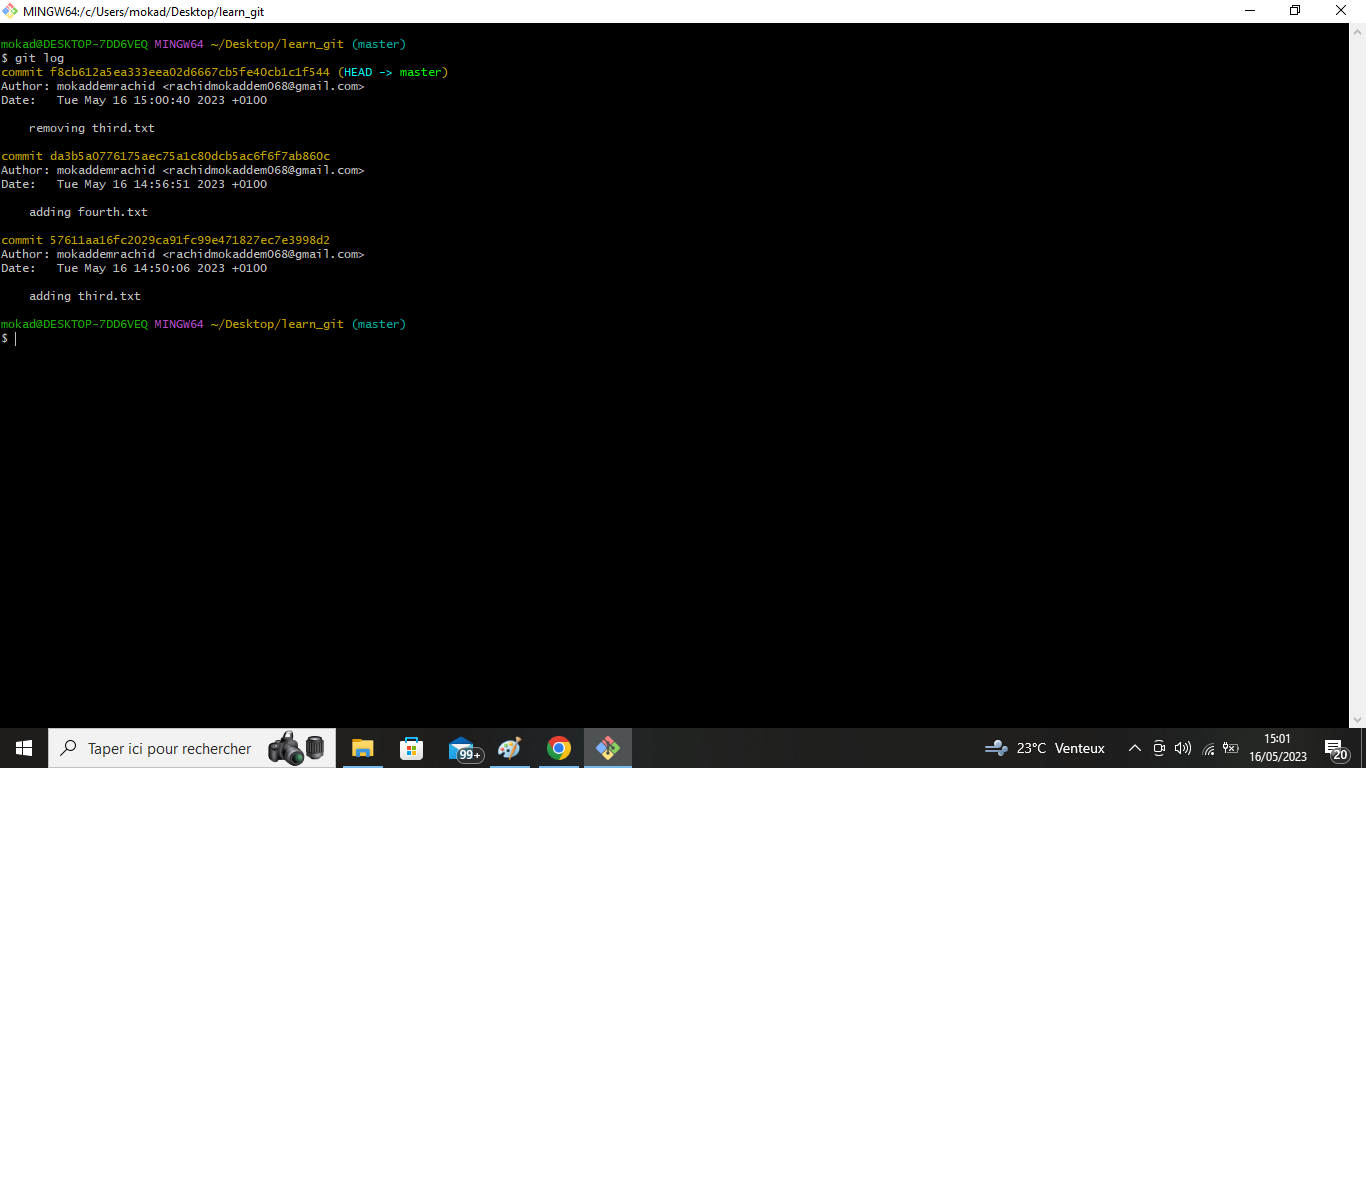 MINGW64:/c/Users/mokad/Desktop/learn_git
mokad@DESKTOP-7DD6VEQ MINGW64 ~/Desktop/learn_git (master)
$ git log
commit f8cb612a5ea333eea02d6667cb5fe40cb1c1f544 (HEAD -> master)
Author: mokaddemrachid <rachidmokaddem068@gmail.com>
Date:   Tue May 16 15:00:40 2023 +0100
removing third.txt
commit da3b5a0776175aec75a1c80dcb5ac6f6f7ab860c
Author: mokaddemrachid <rachidmokaddem068@gmail.com>
Date:   Tue May 16 14:56:51 2023 +0100
adding fourth.txt
commit 57611aa16fc2029ca91fc99e471827ec7e3998d2
Author: mokaddemrachid <rachidmokaddem068@gmail.com>
Date:   Tue May 16 14:50:06 2023 +0100
adding third.txt
mokad@DESKTOP-7DD6VEQ MINGW64 ~/Desktop/learn_git (master)
$
Taper ici pour rechercher
99+
23°C Venteux
15:01
16/05/2023
20